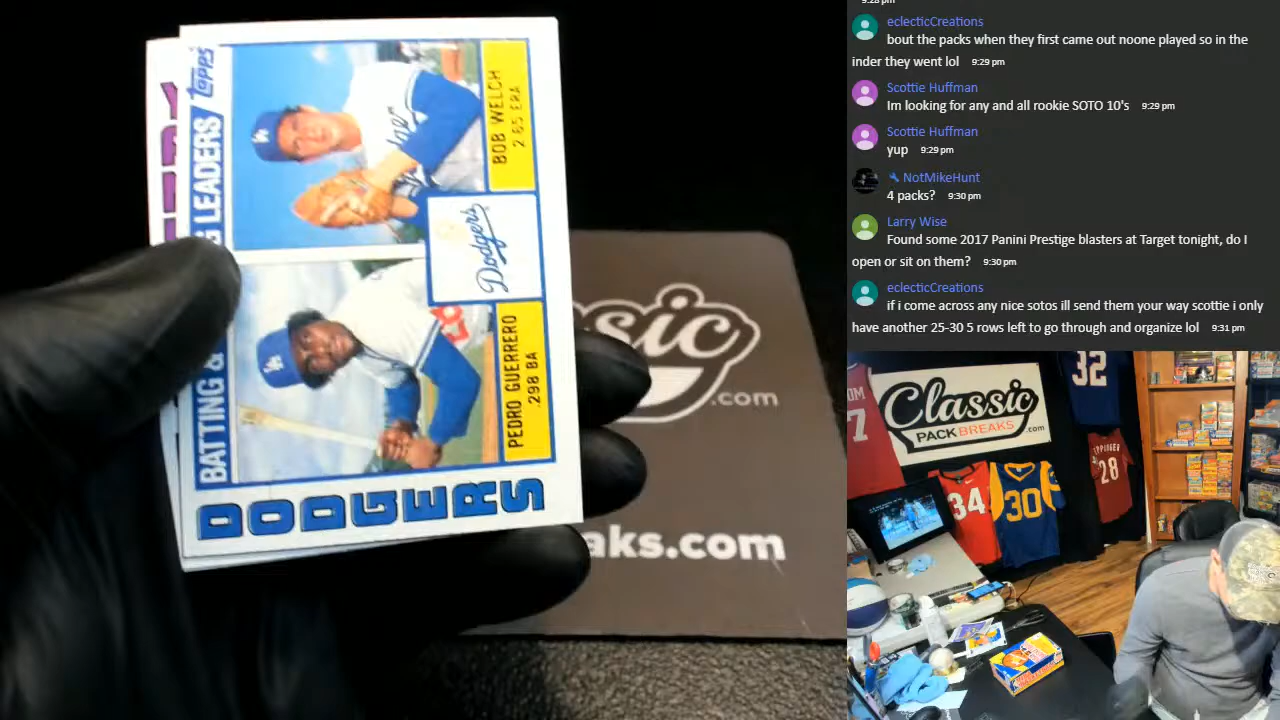 DODGERS
BATTING &
G LEADERS
Topps
PEDRO GUERRERO
.298 BA
BOB WELCH
2.65 ERA
Dodgers
LA
LA
sic
.com
aks.com
9:28 pm
eclecticCreations
bout the packs when they first came out noone played so in the
inder they went lol 9:29 pm
Scottie Huffman
Im looking for any and all rookie SOTO 10's 9:29 pm
Scottie Huffman
yup 9:29 pm
NotMikeHunt
4 packs? 9:30 pm
Larry Wise
Found some 2017 Panini Prestige blasters at Target tonight, do I
open or sit on them? 9:30 pm
eclecticCreations
if i come across any nice sotos ill send them your way scottie i only
have another 25-30 5 rows left to go through and organize lol 9:31 pm
Classic
PACK BREAKS .com
OM
7
32
34
30
28